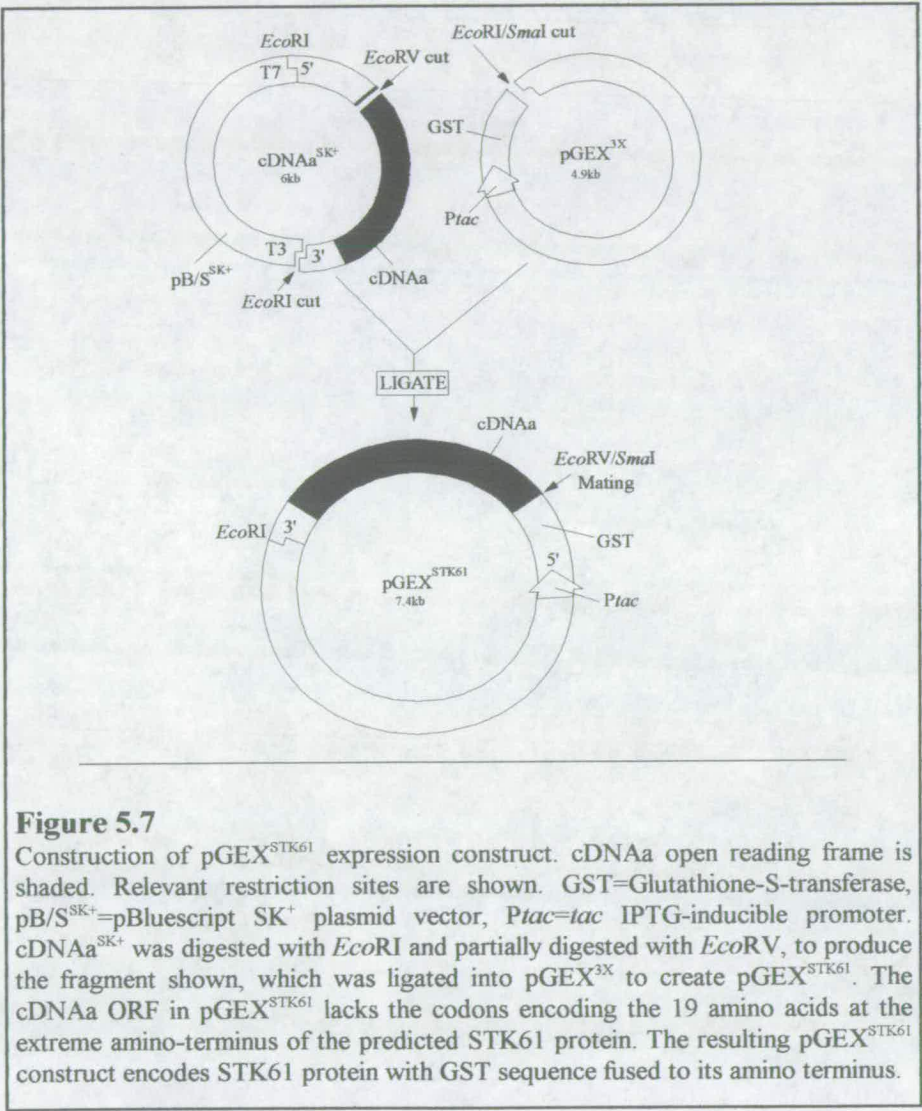 EcoRI/SmaI cut
EcoRI
EcoRV cut
T7 5'
GST
cDNAa^SK+
6kb
pGEX^3X
4.9kb
Ptac
T3 3'
pB/S^SK+
cDNAa
EcoRI cut
LIGATE
cDNAa
EcoRV/SmaI
Mating
EcoRI 3'
GST
5'
pGEX^STK61
7.4kb
Ptac
Figure 5.7
Construction of pGEX^STK61 expression construct. cDNAa open reading frame is
shaded. Relevant restriction sites are shown. GST=Glutathione-S-transferase,
pB/S^SK+=pBluescript SK^+ plasmid vector, Ptac=tac IPTG-inducible promoter.
cDNAa^SK+ was digested with EcoRI and partially digested with EcoRV, to produce
the fragment shown, which was ligated into pGEX^3X to create pGEX^STK61. The
cDNAa ORF in pGEX^STK61 lacks the codons encoding the 19 amino acids at the
extreme amino-terminus of the predicted STK61 protein. The resulting pGEX^STK61
construct encodes STK61 protein with GST sequence fused to its amino terminus.